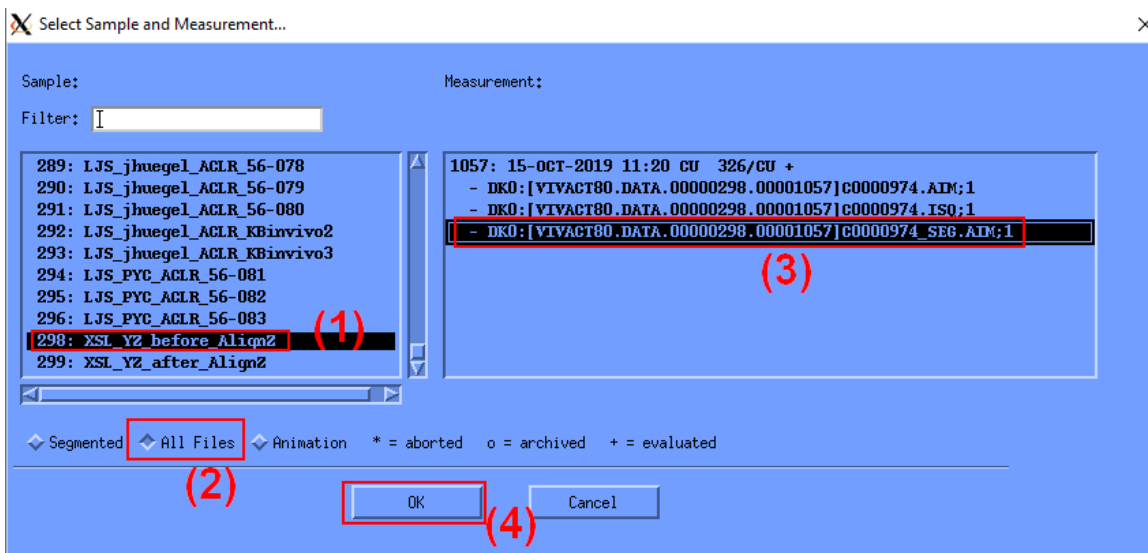 Select Sample and Measurement...
Sample:
Measurement:
Filter:
289: LJS_jhuegel_ACLR_56-078
290: LJS_jhuegel_ACLR_56-079
291: LJS_jhuegel_ACLR_56-080
292: LJS_jhuegel_ACLR_KBinvivo2
293: LJS_jhuegel_ACLR_KBinvivo3
294: LJS_PYC_ACLR_56-081
295: LJS_PYC_ACLR_56-082
296: LJS_PYC_ACLR_56-083
298: XSL_YZ_before_AlignZ
299: XSL_YZ_after_AlignZ
(1)
1057: 15-OCT-2019 11:20 CU 326/CU +
- DK0:[VIVACT80.DATA.00000298.00001057]C0000974.AIM;1
- DK0:[VIVACT80.DATA.00000298.00001057]C0000974.ISQ;1
- DK0:[VIVACT80.DATA.00000298.00001057]C0000974_SEG.AIM;1
(3)
Segmented All Files Animation * = aborted o = archived + = evaluated
(2)
OK Cancel
(4)